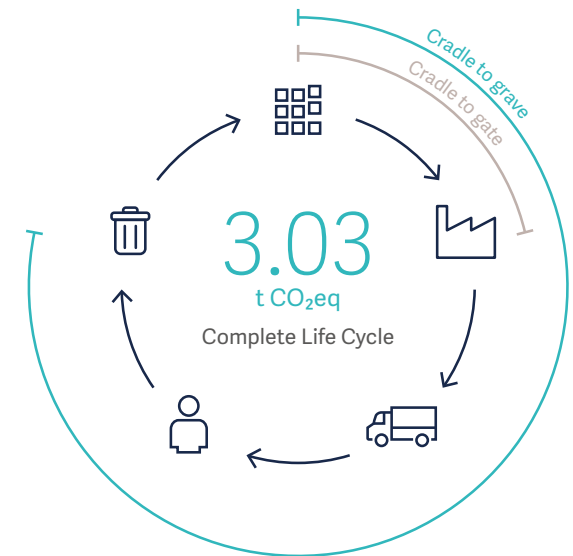 Cradle to grave
Cradle to gate
3.03
t CO₂eq
Complete Life Cycle